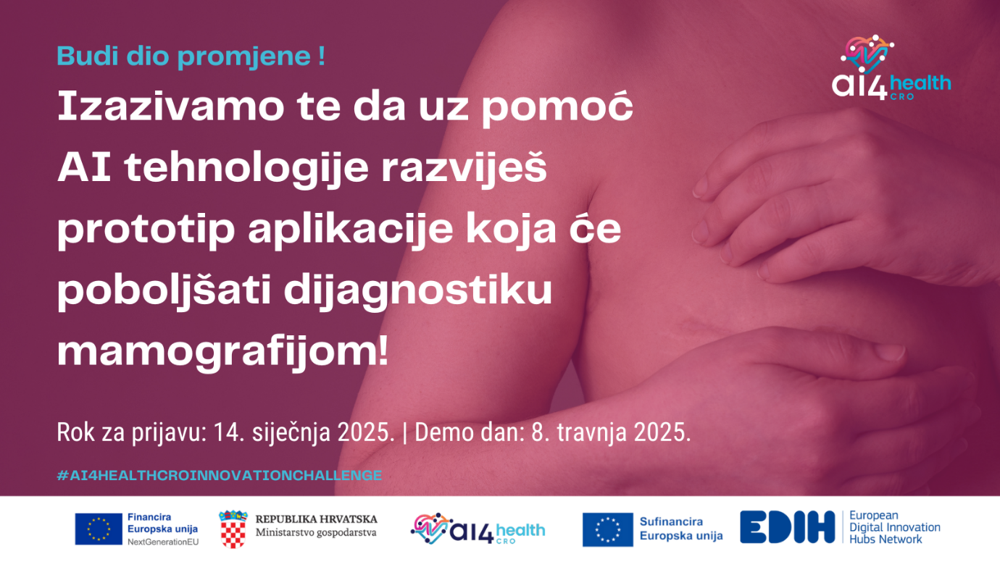 Budi dio promjene !
ai4health
CRO
Izazivamo te da uz pomoć
AI tehnologije razviješ
prototip aplikacije koja će
poboljšati dijagnostiku
mamografijom!
Rok za prijavu: 14. siječnja 2025. | Demo dan: 8. travnja 2025.
#AI4HEALTHCROINNOVATIONCHALLENGE
Financira
Europska unija
NextGenerationEU
REPUBLIKA HRVATSKA
Ministarstvo gospodarstva
ai4health
CRO
Sufinancira
Europska unija
EDIH
European
Digital Innovation
Hubs Network